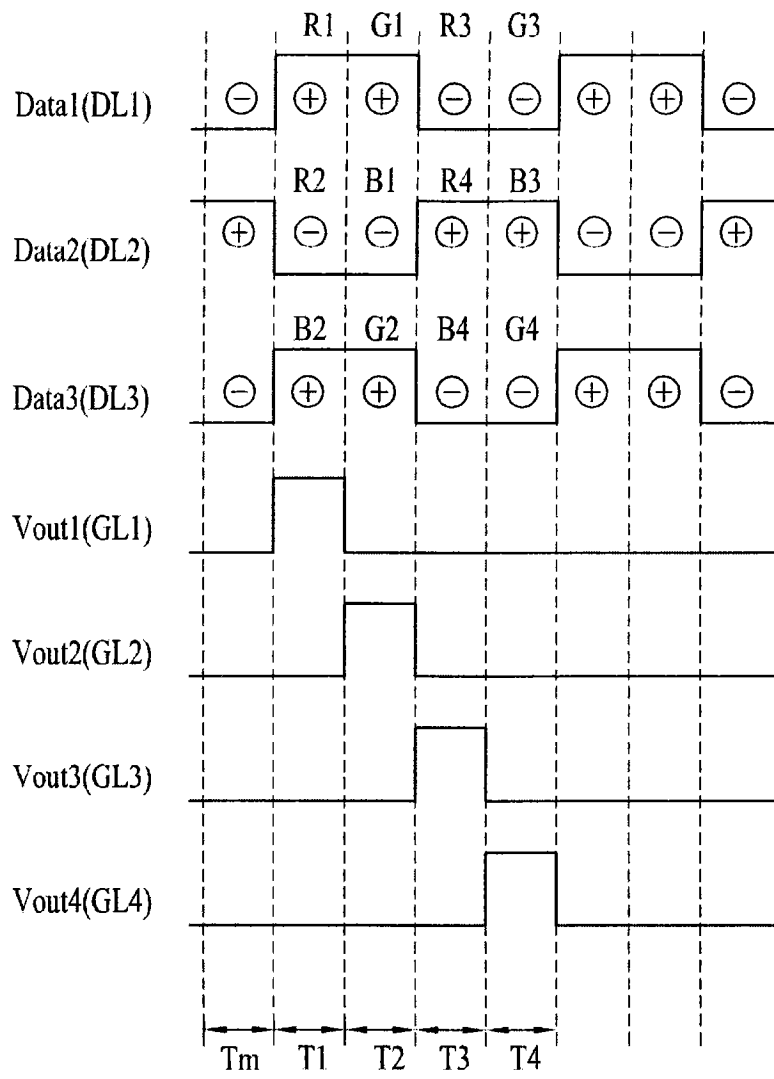 R1 G1 R3 G3
Data1(DL1) ⊖ ⊕ ⊕ ⊖ ⊖ ⊕ ⊕ ⊖
R2 B1 R4 B3
Data2(DL2) ⊕ ⊖ ⊖ ⊕ ⊕ ⊖ ⊖ ⊕
B2 G2 B4 G4
Data3(DL3) ⊖ ⊕ ⊕ ⊖ ⊖ ⊕ ⊕ ⊖
Vout1(GL1)
Vout2(GL2)
Vout3(GL3)
Vout4(GL4)
Tm T1 T2 T3 T4